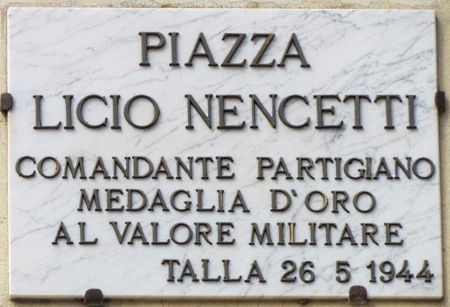 PIAZZA
LICIO NENCETTI
COMANDANTE PARTIGIANO
MEDAGLIA D'ORO
AL VALORE MILITARE
TALLA 26 5 1944